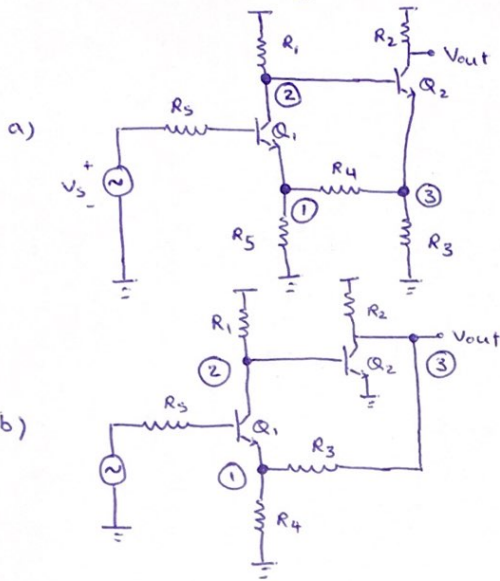 R1
R2
Vout
②
Q2
a)
Rs
Q1
+
Vs
-
R4
①
③
R5
R3
R1
R2
Vout
②
Q2
③
b)
Rs
Q1
①
R3
R4